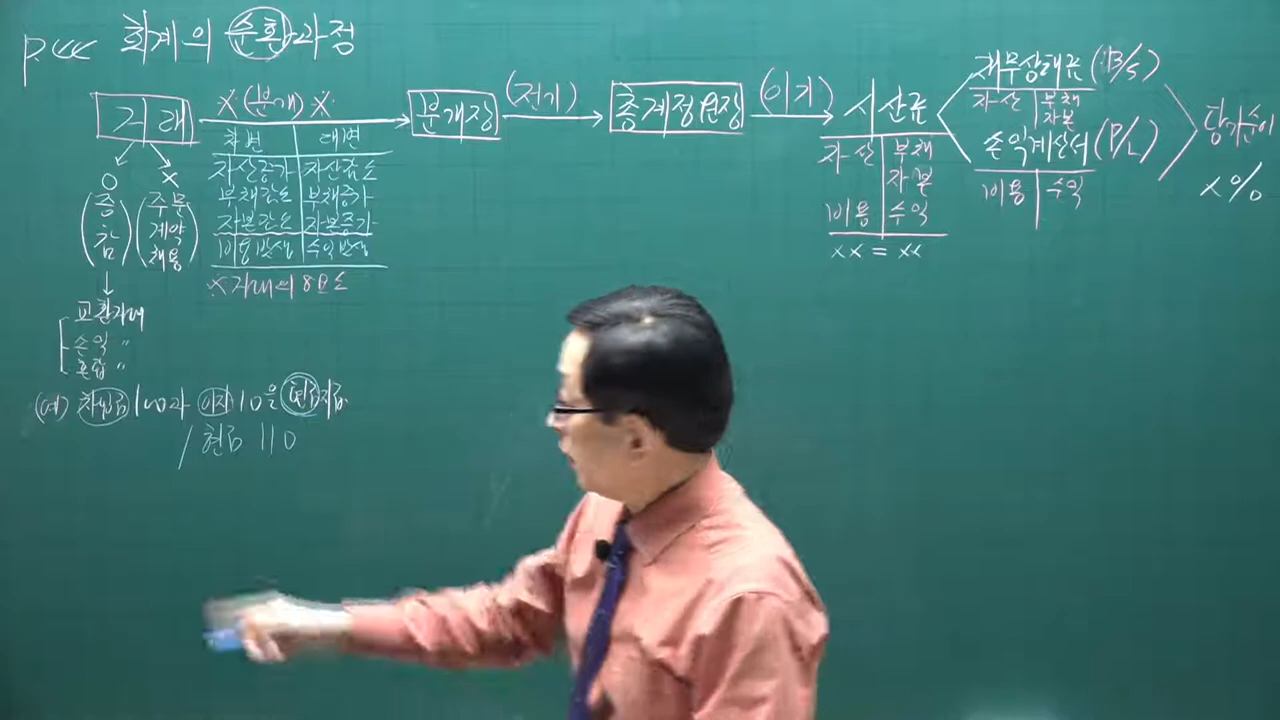 회계의 순환과정
거래
※(분개)※
분개장
(전기)
총계정원장
(이기)
시산표
재무상태표 (B/S)
자산 부채
자본
손익계산서 (P/L)
비용 수익
당기순이
x%
차변 대변
자산증가 자산감소
부채감소 부채증가
자본감소 자본증가
비용발생 수익발생
※거래의 8요소
자산 부채
자본
비용 수익
xx = xx
O x
(증감) (주문 계약 채용)
↓
교환거래
손익 "
혼합 "
(예) 차입금 100과 이자 10을 현금지급
/ 현금 110